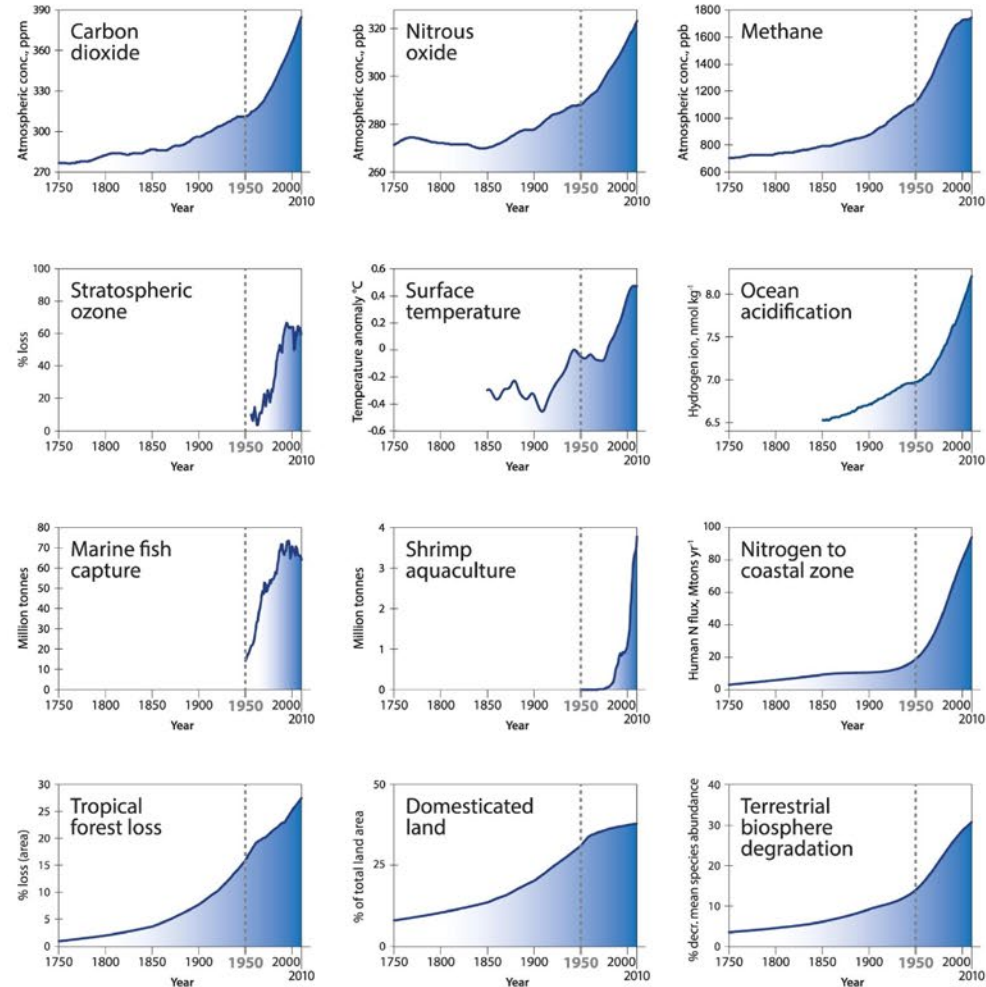 Carbon
dioxide
Atmospheric conc., ppm
390
360
330
300
270
1750 1800 1850 1900 1950 2000
2010
Year
Nitrous
oxide
Atmospheric conc., ppb
320
300
280
260
1750 1800 1850 1900 1950 2000
2010
Year
Methane
Atmospheric conc., ppb
1800
1600
1400
1200
1000
800
600
1750 1800 1850 1900 1950 2000
2010
Year
Stratospheric
ozone
% loss
100
80
60
40
20
0
1750 1800 1850 1900 1950 2000
2010
Year
Surface
temperature
Temperature anomaly °C
0.6
0.4
0.2
0
-0.2
-0.4
-0.6
1750 1800 1850 1900 1950 2000
2010
Year
Ocean
acidification
Hydrogen ion, nmol kg⁻¹
8.0
7.5
7.0
6.5
1750 1800 1850 1900 1950 2000
2010
Year
Marine fish
capture
Million tonnes
80
70
60
50
40
30
20
10
0
1750 1800 1850 1900 1950 2000
2010
Year
Shrimp
aquaculture
Million tonnes
4
3
2
1
0
1750 1800 1850 1900 1950 2000
2010
Year
Nitrogen to
coastal zone
Human N flux, Mtons yr⁻¹
100
80
60
40
20
0
1750 1800 1850 1900 1950 2000
2010
Year
Tropical
forest loss
% loss (area)
30
25
20
15
10
5
0
1750 1800 1850 1900 1950 2000
2010
Year
Domesticated
land
% of total land area
50
25
0
1750 1800 1850 1900 1950 2000
2010
Year
Terrestrial
biosphere
degradation
% decr. mean species abundance
40
30
20
10
0
1750 1800 1850 1900 1950 2000
2010
Year